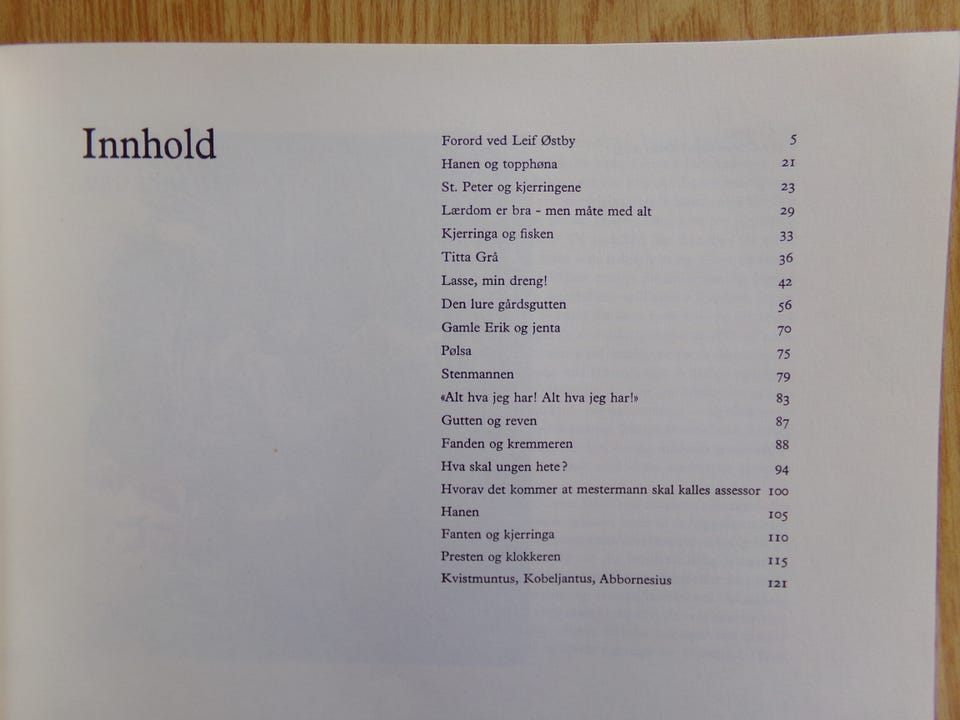 Innhold
Forord ved Leif Østby 5
Hanen og topphøna 21
St. Peter og kjerringene 23
Lærdom er bra - men måte med alt 29
Kjerringa og fisken 33
Titta Grå 36
Lasse, min dreng! 42
Den lure gårdsgutten 56
Gamle Erik og jenta 70
Pølsa 75
Stenmannen 79
«Alt hva jeg har! Alt hva jeg har!» 83
Gutten og reven 87
Fanden og kremmeren 88
Hva skal ungen hete? 94
Hvorav det kommer at mestermann skal kalles assessor 100
Hanen 105
Fanten og kjerringa 110
Presten og klokkeren 115
Kvistmuntus, Kobeljantus, Abbornesius 121